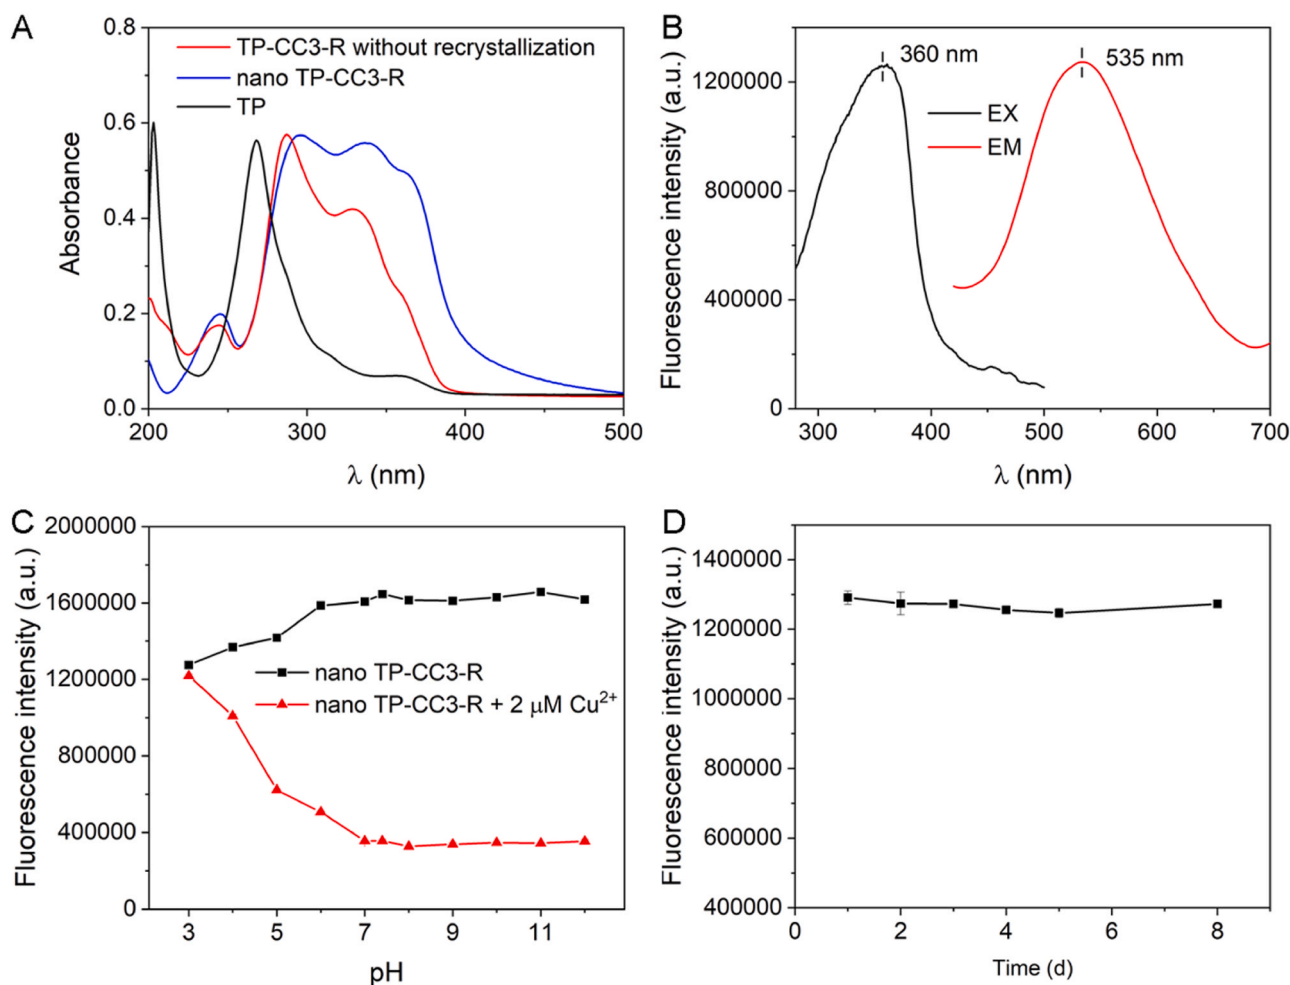 A
0.8
0.6
0.4
0.2
0.0
Absorbance
TP-CC3-R without recrystallization
nano TP-CC3-R
TP
200
300
400
500
λ (nm)
B
1200000
800000
400000
0
Fluorescence intensity (a.u.)
360 nm
535 nm
EX
EM
300
400
500
600
700
λ (nm)
C
2000000
1600000
1200000
800000
400000
0
Fluorescence intensity (a.u.)
nano TP-CC3-R
nano TP-CC3-R + 2 μM Cu²⁺
3
5
7
9
11
pH
D
1400000
1200000
1000000
800000
600000
400000
Fluorescence intensity (a.u.)
0
2
4
6
8
Time (d)